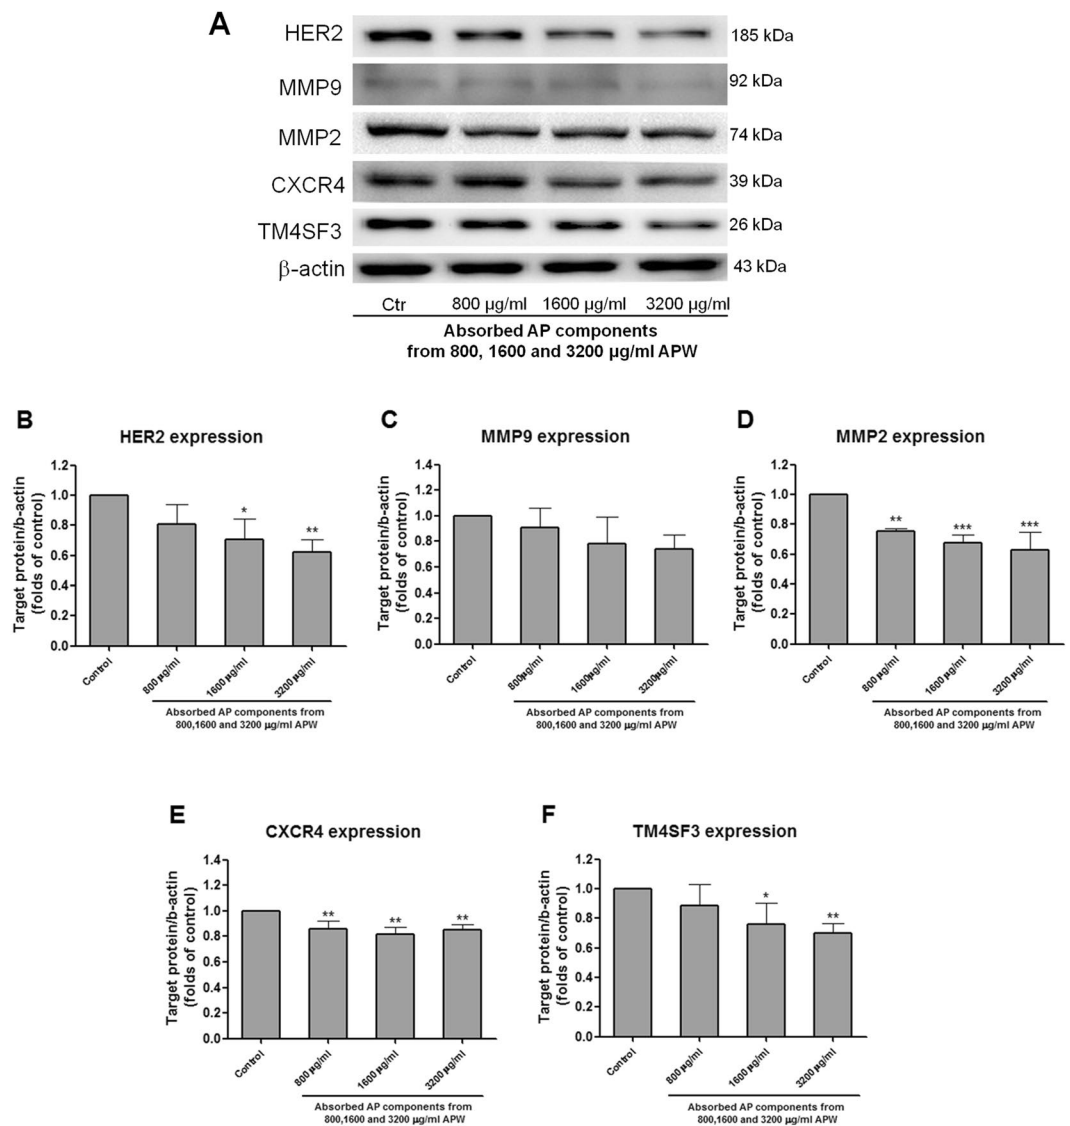 A
HER2
185 kDa
MMP9
92 kDa
MMP2
74 kDa
CXCR4
39 kDa
TM4SF3
26 kDa
β-actin
43 kDa
Ctr 800 µg/ml 1600 µg/ml 3200 µg/ml
Absorbed AP components
from 800, 1600 and 3200 µg/ml APW
B
HER2 expression
Target protein/b-actin
(folds of control)
1.2
1.0
0.8
0.6
0.4
0.2
0.0
*
**
Control
800 µg/ml
1600 µg/ml
3200 µg/ml
Absorbed AP components from
800,1600 and 3200 µg/ml APW
C
MMP9 expression
Target protein/b-actin
(folds of control)
1.4
1.2
1.0
0.8
0.6
0.4
0.2
0.0
Control
800µg/ml
1600µg/ml
3200µg/ml
Absorbed AP components from
800,1600 and 3200 µg/ml APW
D
MMP2 expression
Target protein/b-actin
(folds of control)
1.2
1.0
0.8
0.6
0.4
0.2
0.0
**
***
***
Control
800 µg/ml
1600 µg/ml
3200 µg/ml
Absorbed AP components from
800,1600 and 3200 µg/ml APW
E
CXCR4 expression
Target protein/b-actin
(folds of control)
1.4
1.2
1.0
0.8
0.6
0.4
0.2
0.0
**
**
**
Control
800 µg/ml
1600 µg/ml
3200 µg/ml
Absorbed AP components from
800,1600 and 3200 µg/ml APW
F
TM4SF3 expression
Target protein/b-actin
(folds of control)
1.2
1.0
0.8
0.6
0.4
0.2
0.0
*
**
Control
800 µg/ml
1600 µg/ml
3200 µg/ml
Absorbed AP components from
800,1600 and 3200 µg/ml APW